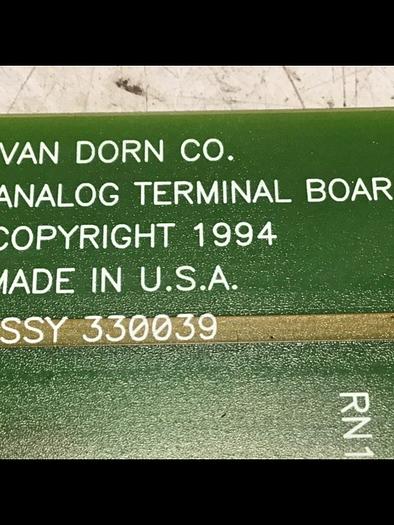 VAN DORN CO.
ANALOG TERMINAL BOAR
COPYRIGHT 1994
MADE IN U.S.A.
SSY 330039
RN1